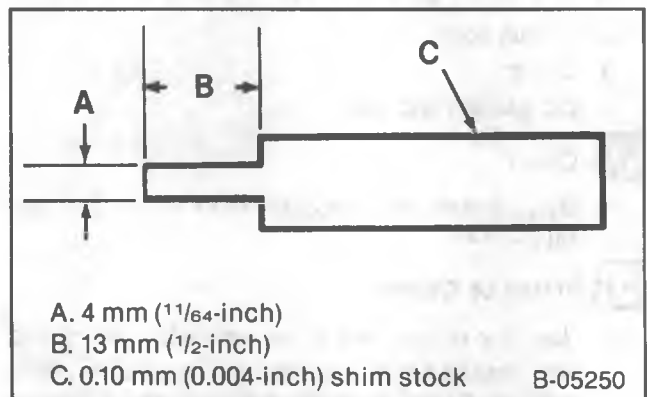 A
B
C
A. 4 mm (11/64-inch)
B. 13 mm (1/2-inch)
C. 0.10 mm (0.004-inch) shim stock B-05250